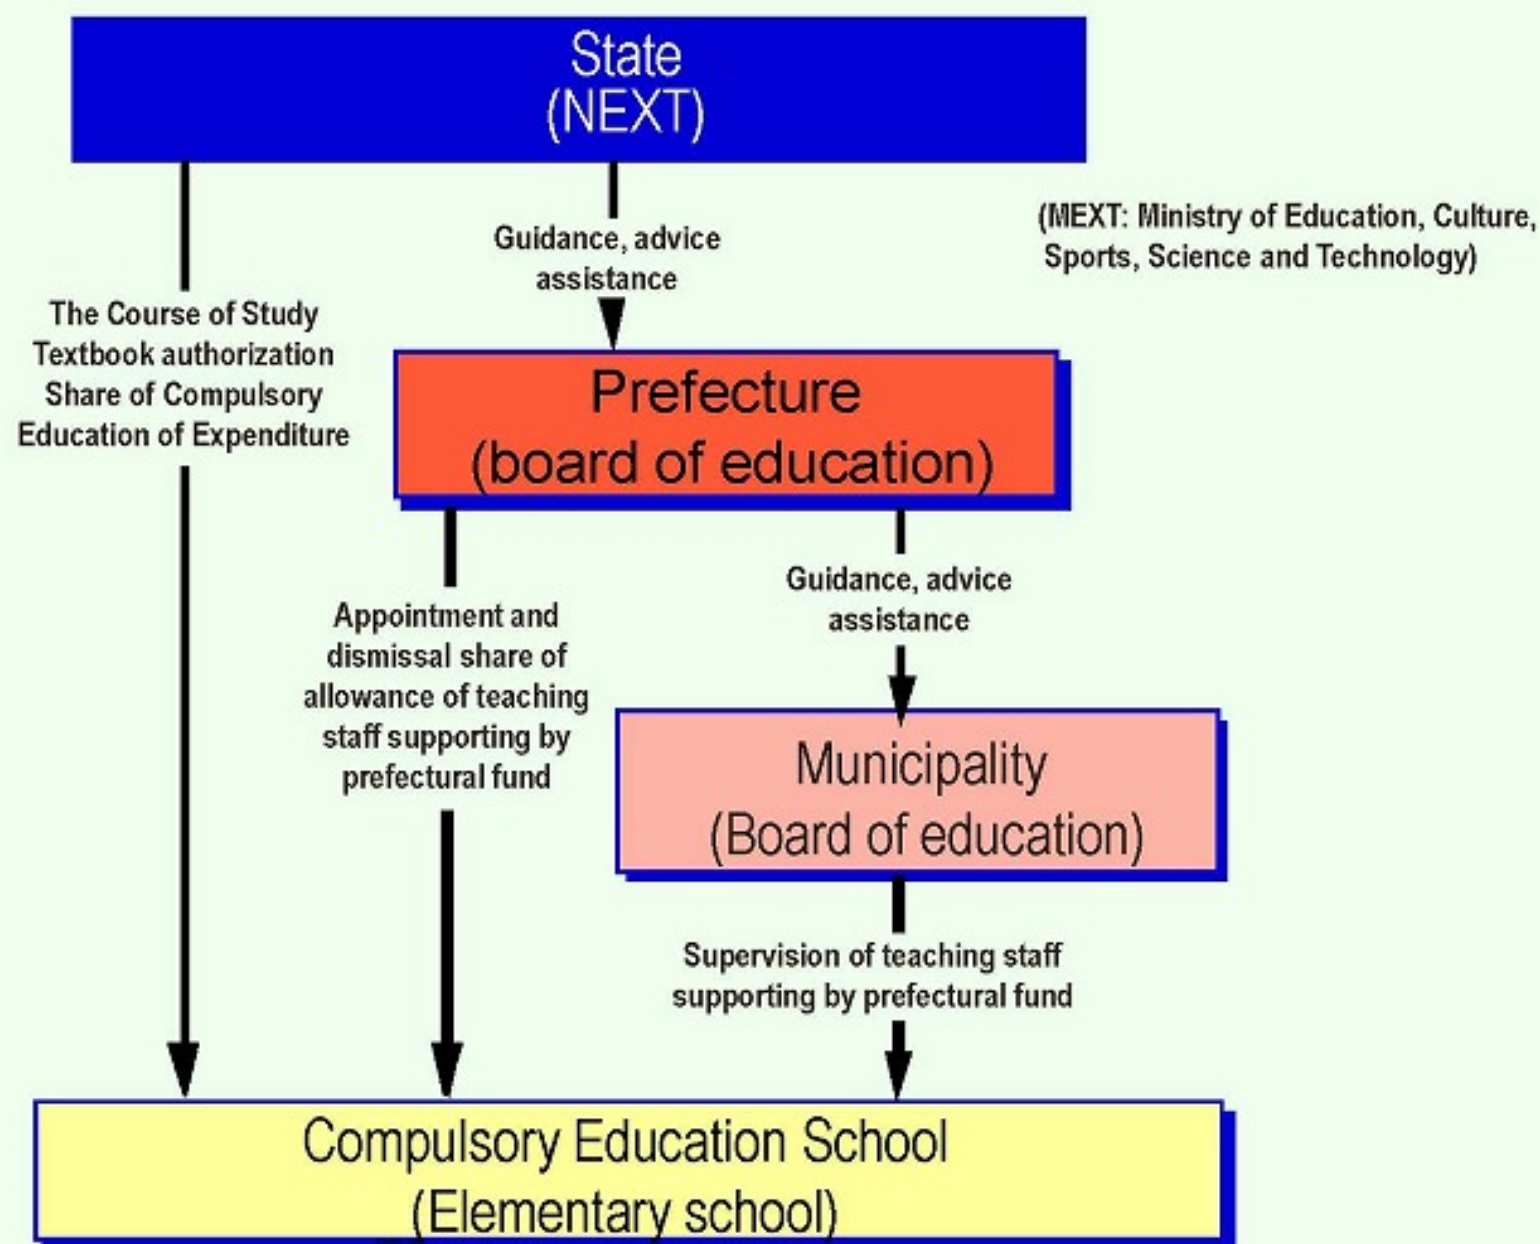 State
(NEXT)
Guidance, advice
assistance
(MEXT: Ministry of Education, Culture,
Sports, Science and Technology)
The Course of Study
Textbook authorization
Share of Compulsory
Education of Expenditure
Prefecture
(board of education)
Appointment and
dismissal share of
allowance of teaching
staff supporting by
prefectural fund
Guidance, advice
assistance
Municipality
(Board of education)
Supervision of teaching staff
supporting by prefectural fund
Compulsory Education School
(Elementary school)